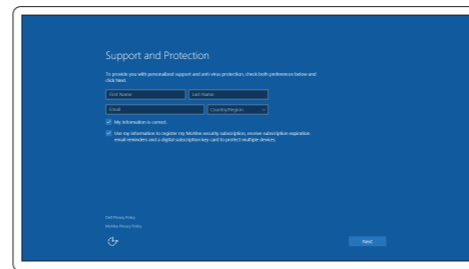 Support and Protection
To provide you with personalized support and anti-virus protection, check both preferences below and
click Next.
First Name
Last Name
Email
Country/Region
My information is correct.
Use my information to register my McAfee security subscription, receive subscription expiration
email reminders and a digital subscription key card to protect multiple devices.
Dell Privacy Policy
McAfee Privacy Policy
Next